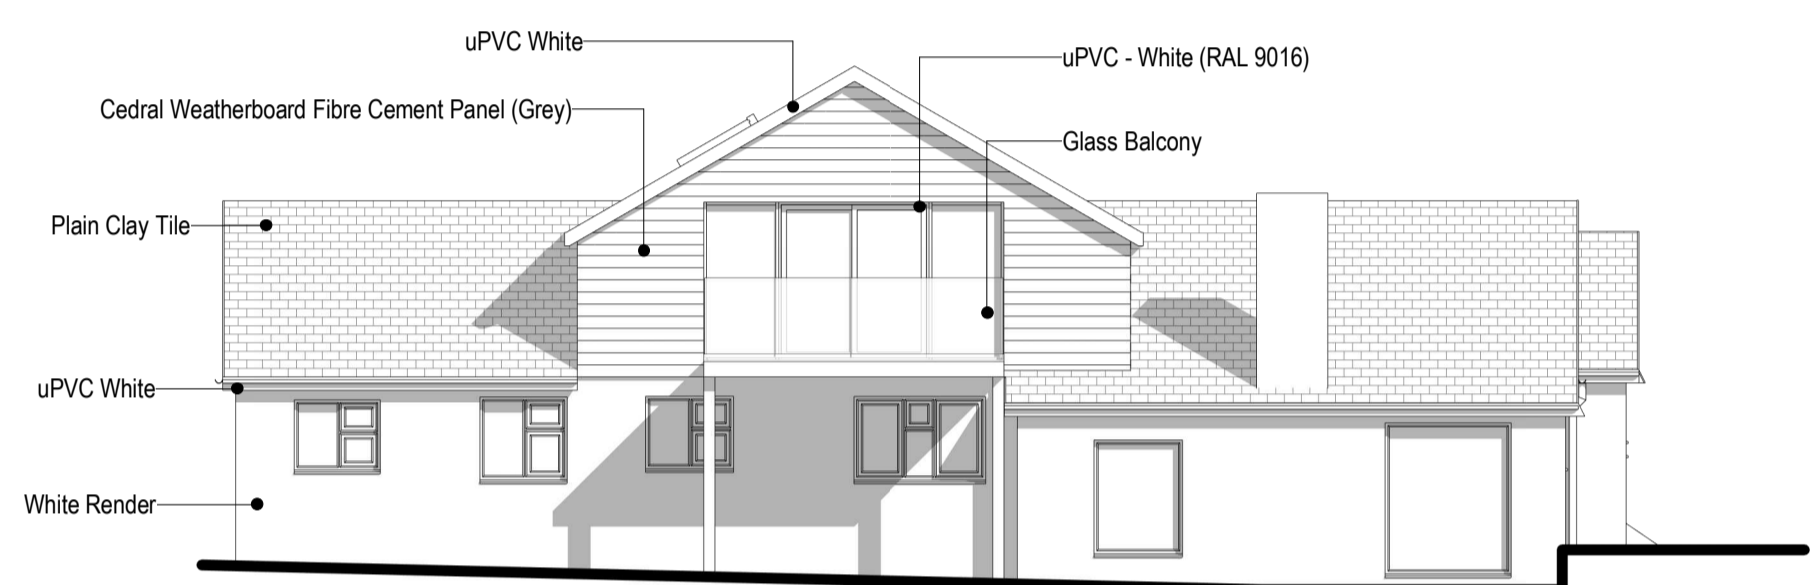 uPVC White
uPVC - White (RAL 9016)
Cedral Weatherboard Fibre Cement Panel (Grey)
Glass Balcony
Plain Clay Tile
uPVC White
White Render